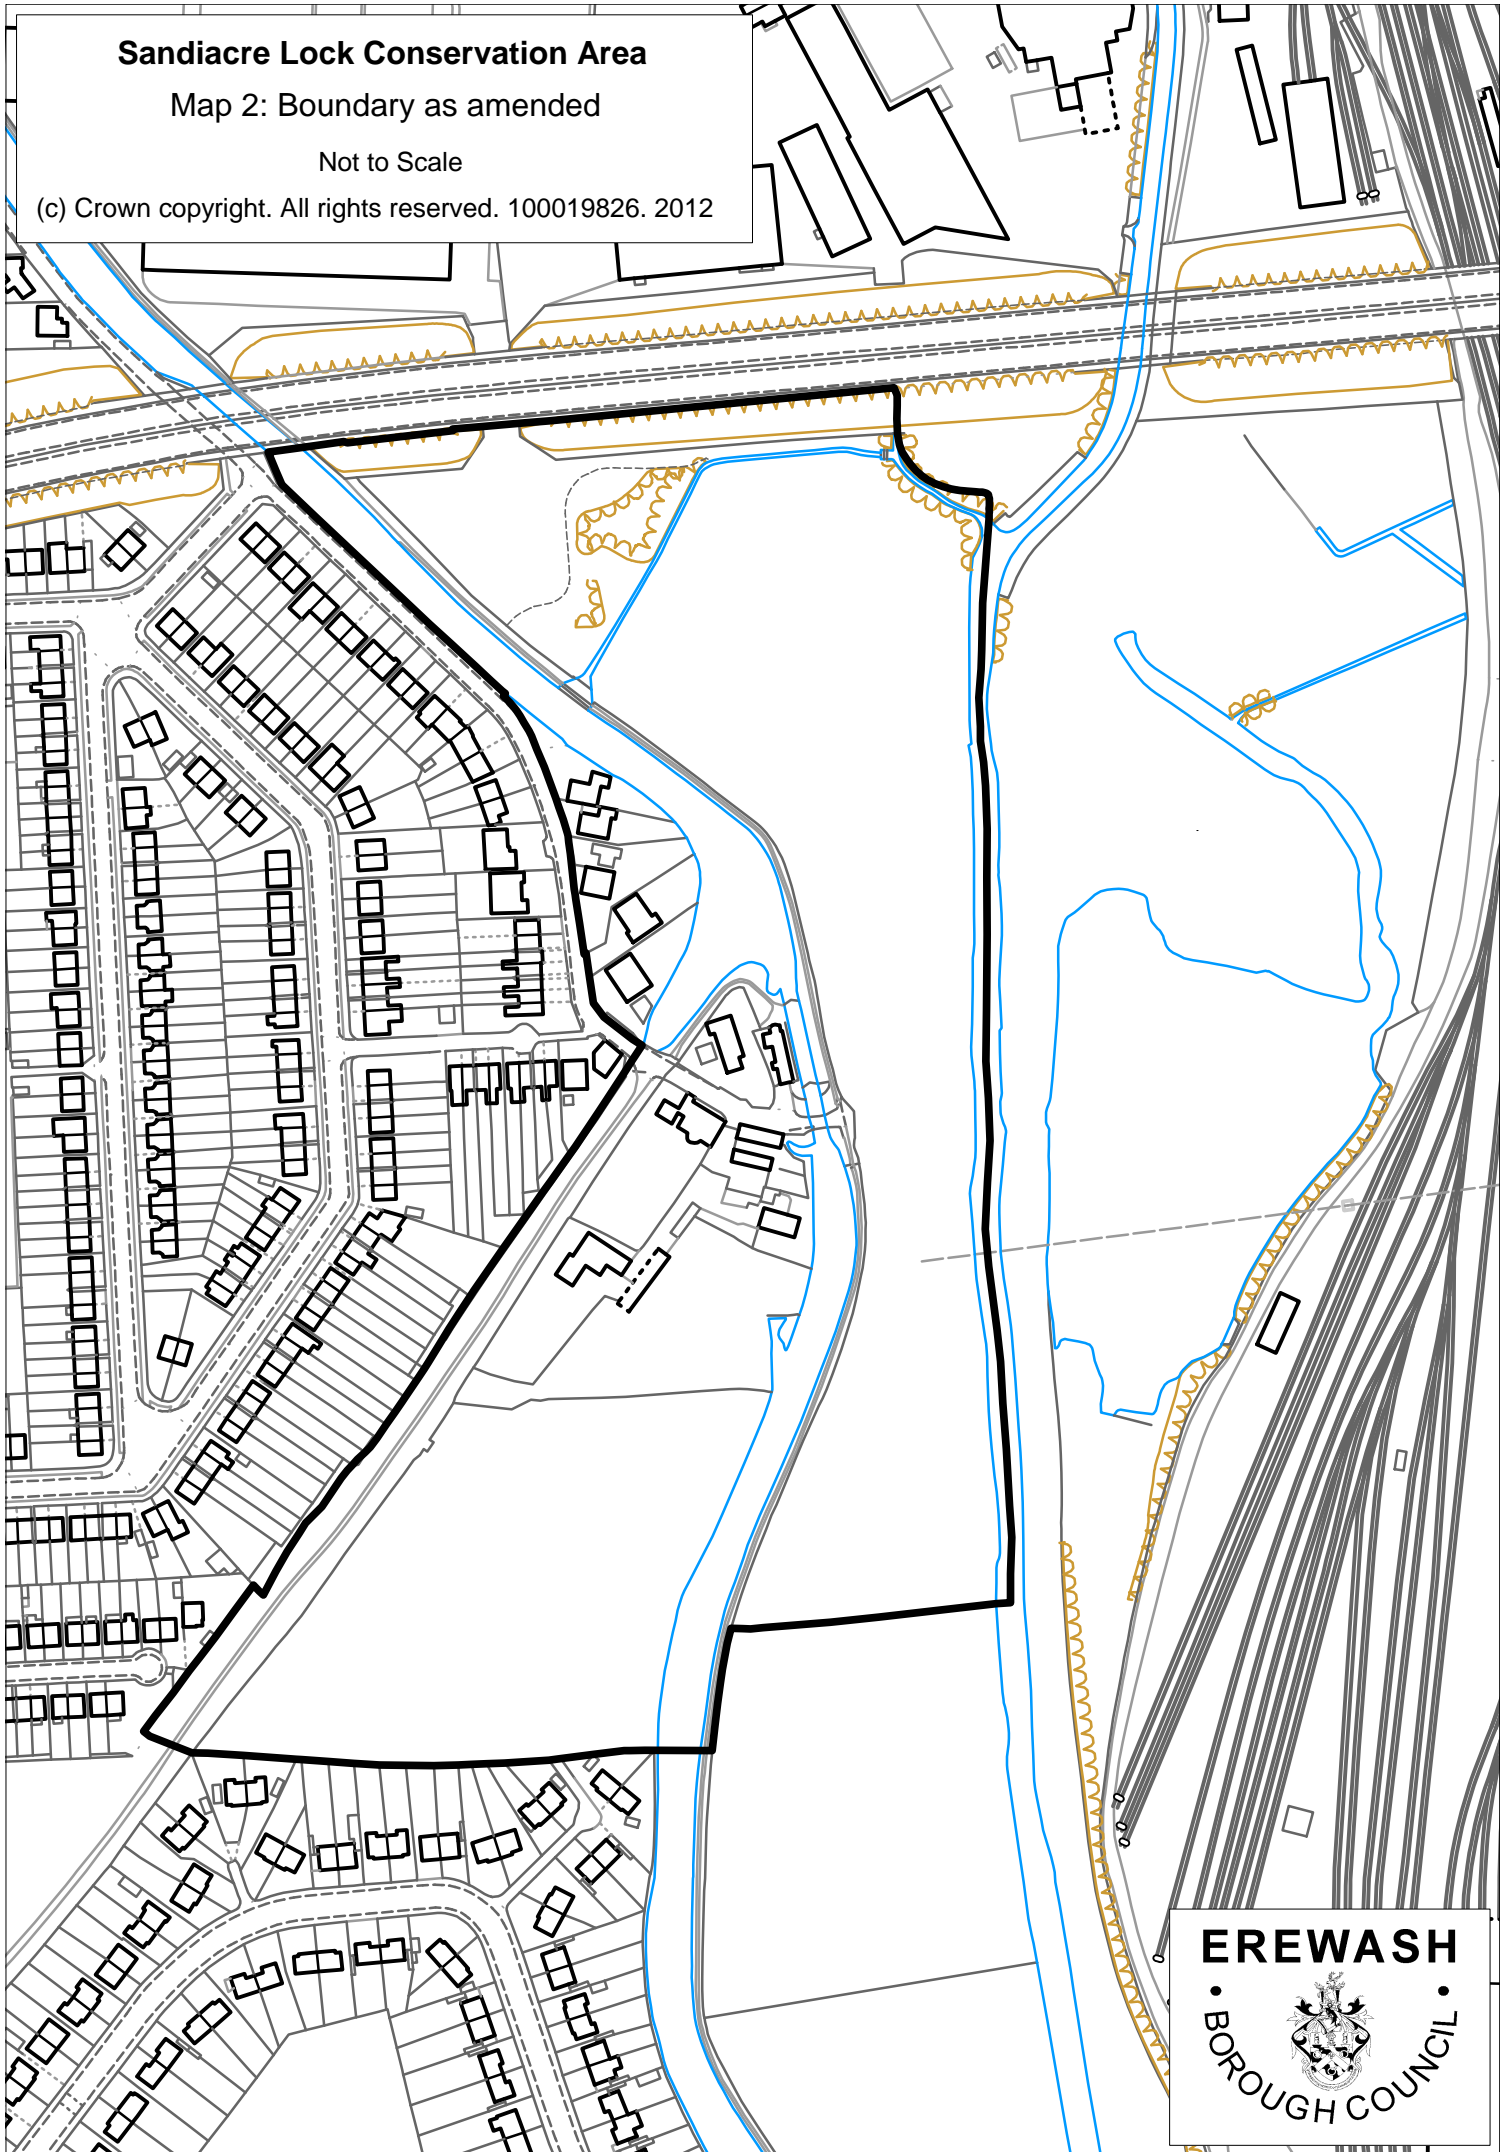 Sandiacre Lock Conservation Area
Map 2: Boundary as amended
Not to Scale
(c) Crown copyright. All rights reserved. 100019826. 2012
EREWASH
• BOROUGH COUNCIL •